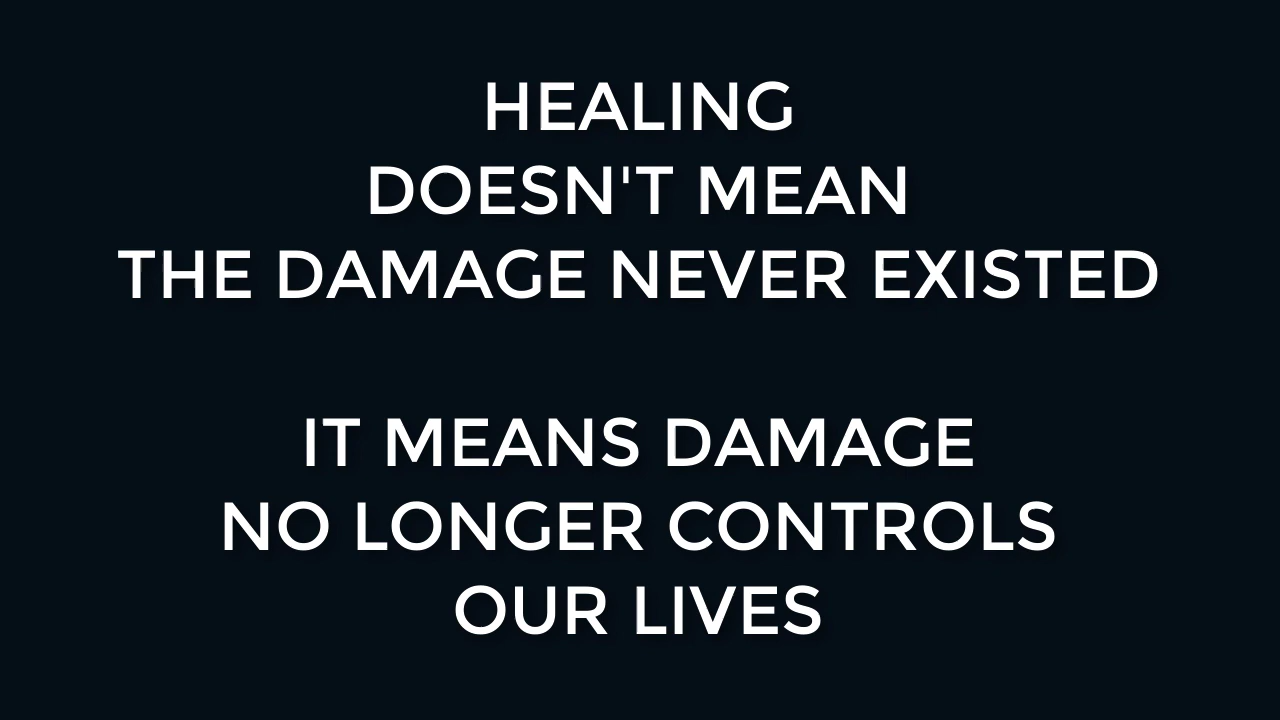 HEALING
DOESN'T MEAN
THE DAMAGE NEVER EXISTED
IT MEANS DAMAGE
NO LONGER CONTROLS
OUR LIVES